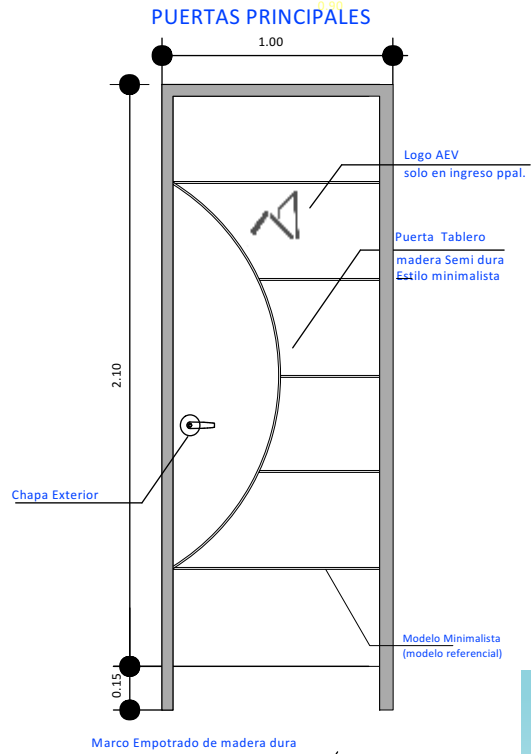 PUERTAS PRINCIPALES
1.00
Logo AEV
solo en ingreso ppal.
Puerta Tablero
madera Semi dura
Estilo minimalista
2.10
Chapa Exterior
Modelo Minimalista
(modelo referencial)
0.15
Marco Empotrado de madera dura